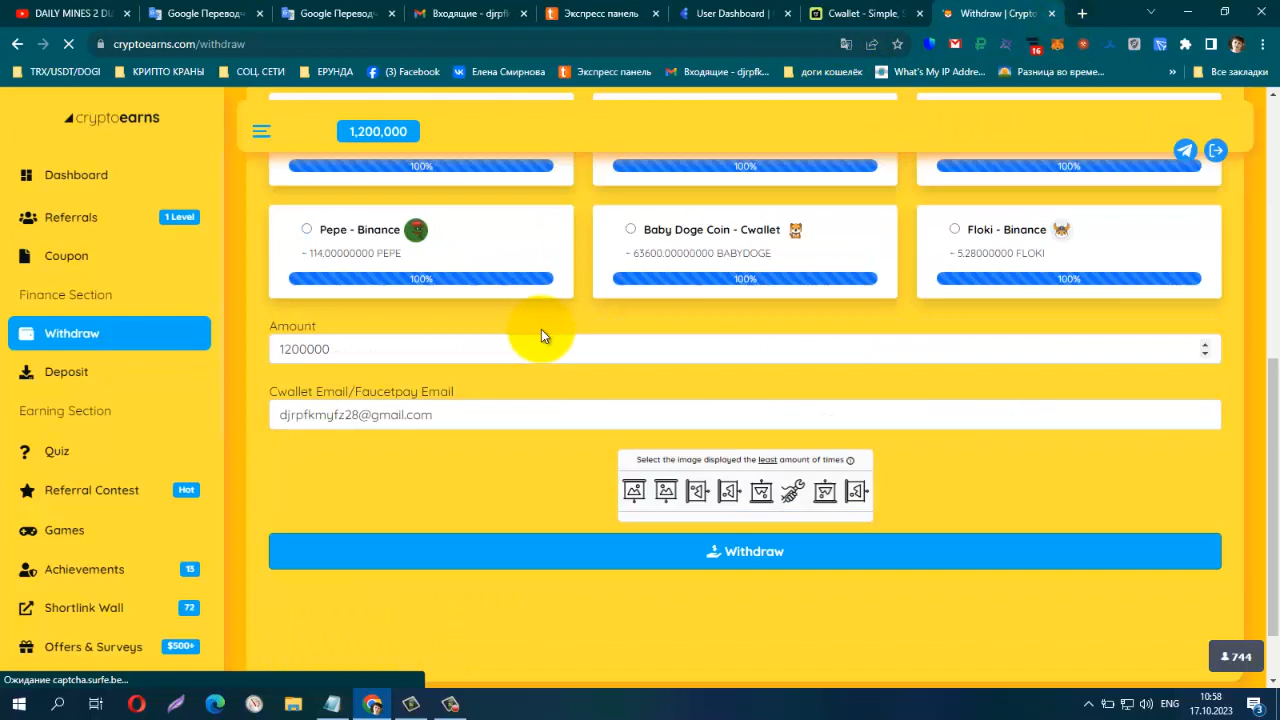 DAILY MINES 2 D
Google Переводч
Google Переводч
Входящие - djrpf
Экспресс панель
User Dashboard |
Cwallet - Simple, S
Withdraw | Crypto
cryptoearns.com/withdraw
16
TRX/USDT/DOGI
КРИПТО КРАНЫ
СОЦ. СЕТИ
ЕРУНДА
(3) Facebook
Елена Смирнова
Экспресс панель
Входящие - djrpfk...
доги кошелёк
What's My IP Addre...
Разница во време...
»
Все закладки
cryptoearns
1,200,000
100%
100%
100%
Dashboard
Referrals
1 Level
Coupon
Finance Section
Withdraw
Deposit
Earning Section
Quiz
Referral Contest
Hot
Games
Achievements
15
Shortlink Wall
72
Offers & Surveys
$500+
Pepe - Binance
~ 114.00000000 PEPE
100%
Baby Doge Coin - Cwallet
~ 63600.00000000 BABYDOGE
100%
Floki - Binance
~ 5.28000000 FLOKI
100%
Amount
1200000
Cwallet Email/Faucetpay Email
djrpfkmyfz28@gmail.com
Select the image displayed the least amount of times
Withdraw
744
Ожидание captcha.surfe.be...
ENG
10:58
17.10.2023
3